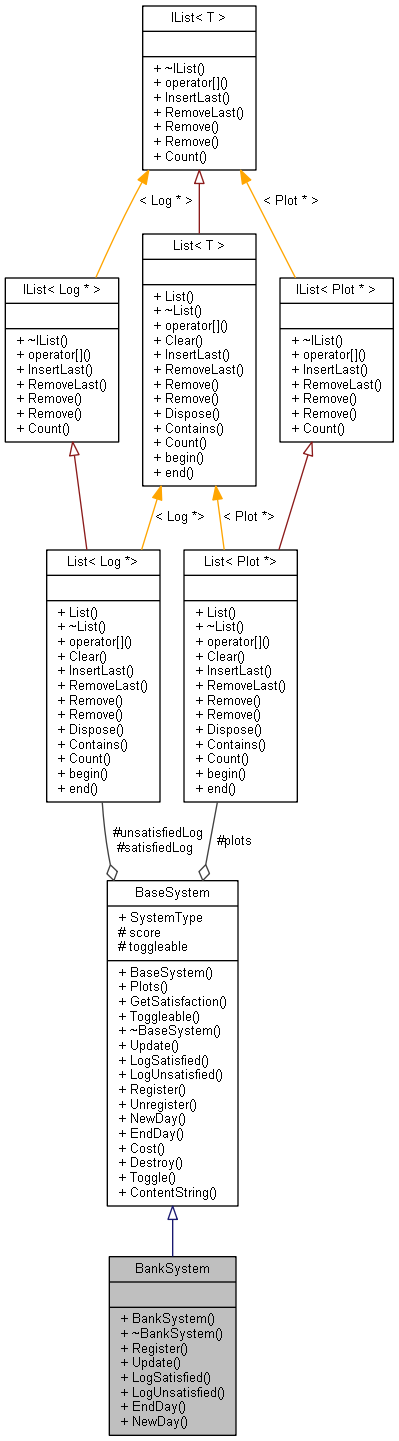 IList< T >
+ ~IList()
+ operator[]()
+ InsertLast()
+ RemoveLast()
+ Remove()
+ Remove()
+ Count()
< Log * >
< Plot * >
List< T >
+ List()
+ ~List()
+ operator[]()
+ Clear()
+ InsertLast()
+ RemoveLast()
+ Remove()
+ Remove()
+ Dispose()
+ Contains()
+ Count()
+ begin()
+ end()
IList< Log * >
+ ~IList()
+ operator[]()
+ InsertLast()
+ RemoveLast()
+ Remove()
+ Remove()
+ Count()
IList< Plot * >
+ ~IList()
+ operator[]()
+ InsertLast()
+ RemoveLast()
+ Remove()
+ Remove()
+ Count()
< Log *>
< Plot *>
List< Log *>
+ List()
+ ~List()
+ operator[]()
+ Clear()
+ InsertLast()
+ RemoveLast()
+ Remove()
+ Remove()
+ Dispose()
+ Contains()
+ Count()
+ begin()
+ end()
List< Plot *>
+ List()
+ ~List()
+ operator[]()
+ Clear()
+ InsertLast()
+ RemoveLast()
+ Remove()
+ Remove()
+ Dispose()
+ Contains()
+ Count()
+ begin()
+ end()
#unsatisfiedLog
#satisfiedLog
#plots
BaseSystem
+ SystemType
# score
# toggleable
+ BaseSystem()
+ Plots()
+ GetSatisfaction()
+ Toggleable()
+ ~BaseSystem()
+ Update()
+ LogSatisfied()
+ LogUnsatisfied()
+ Register()
+ Unregister()
+ NewDay()
+ EndDay()
+ Cost()
+ Destroy()
+ Toggle()
+ ContentString()
BankSystem
+ BankSystem()
+ ~BankSystem()
+ Register()
+ Update()
+ LogSatisfied()
+ LogUnsatisfied()
+ EndDay()
+ NewDay()